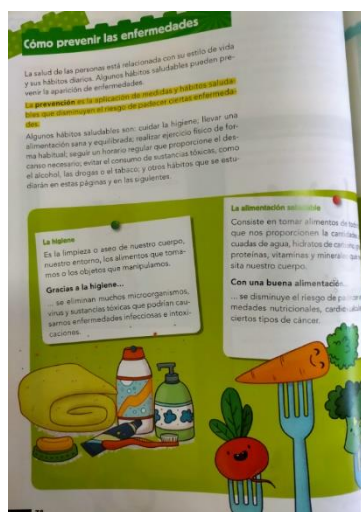 Cómo prevenir las enfermedades
La salud de las personas está relacionada con su estilo de vida
y sus hábitos diarios. Algunos hábitos saludables pueden pre-
venir la aparición de enfermedades.
La prevención es la aplicación de medidas y hábitos saluda-
bles que disminuyen el riesgo de padecer ciertas enfermeda-
des.
Algunos hábitos saludables son: cuidar la higiene; llevar una
alimentación sana y equilibrada; realizar ejercicio físico de for-
ma habitual; seguir un horario regular que proporcione el des-
canso necesario; evitar el consumo de sustancias tóxicas, como
el alcohol, las drogas o el tabaco; y otros hábitos que se estu-
diarán en estas páginas y en las siguientes.
La higiene
Es la limpieza o aseo de nuestro cuerpo,
nuestro entorno, los alimentos que toma-
mos o los objetos que manipulamos.
Gracias a la higiene...
... se eliminan muchos microorganismos,
virus y sustancias tóxicas que podrían cau-
sarnos enfermedades infecciosas e intoxi-
caciones.
La alimentación saludable
Consiste en tomar alimentos de
que nos proporcionen la
cuadas de agua, hidratos de
proteínas, vitaminas y minerales
sita nuestro cuerpo.
Con una buena alimentación...
... se disminuye el riesgo de
medades nutricionales,
ciertos tipos de cáncer.